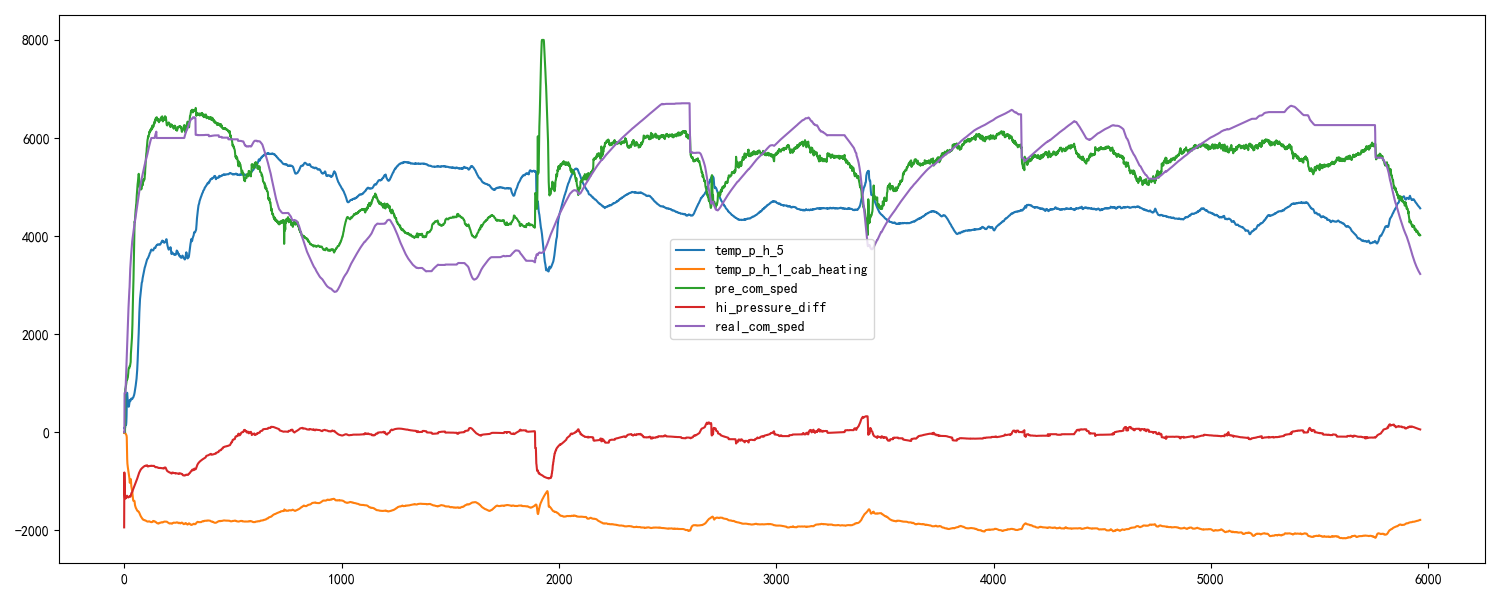 8000
6000
4000
2000
0
−2000
temp_p_h_5
temp_p_h_1_cab_heating
pre_com_sped
hi_pressure_diff
real_com_sped
0 1000 2000 3000 4000 5000 6000